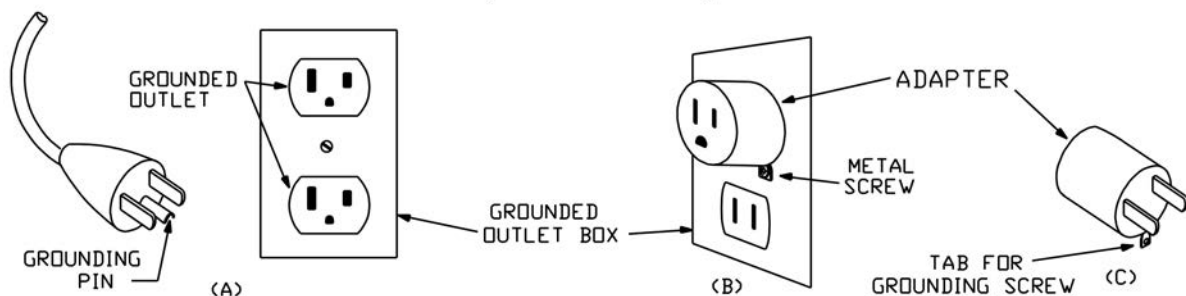 GROUNDED
OUTLET
GROUNDING
PIN
(A)
GROUNDED
OUTLET BOX
ADAPTER
METAL
SCREW
(B)
TAB FOR
GROUNDING SCREW
(C)